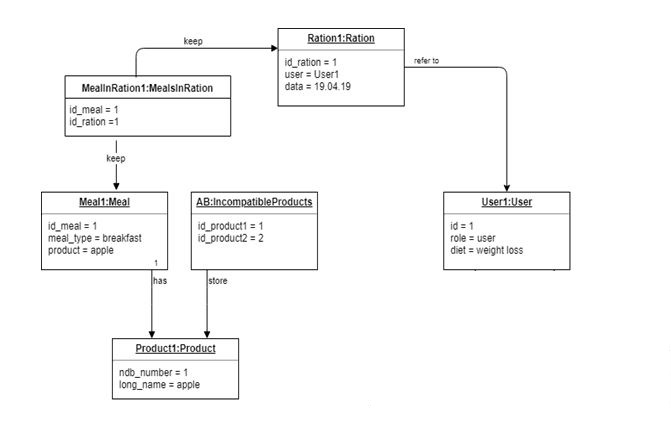 keep
Ration1:Ration
id_ration = 1
user = User1
data = 19.04.19
refer to
MealInRation1:MealsInRation
id_meal = 1
id_ration =1
keep
Meal1:Meal
id_meal = 1
meal_type = breakfast
product = apple
1
AB:IncompatibleProducts
id_product1 = 1
id_product2 = 2
User1:User
id = 1
role = user
diet = weight loss
has
store
Product1:Product
ndb_number = 1
long_name = apple